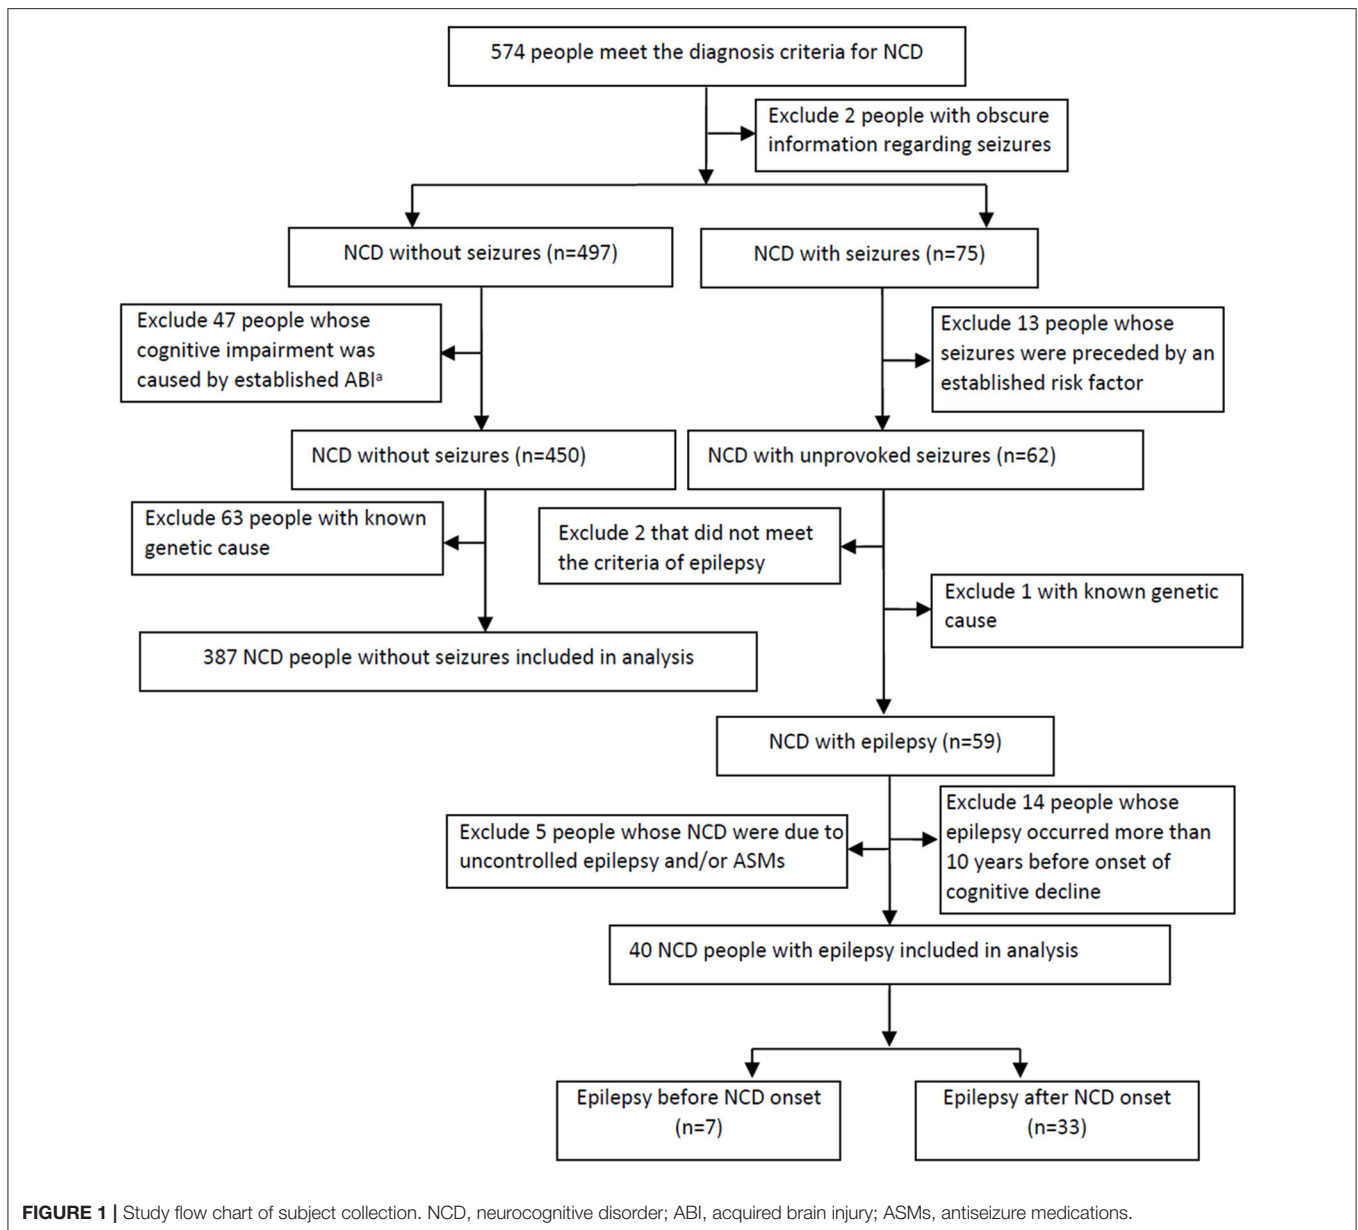 574 people meet the diagnosis criteria for NCD
Exclude 2 people with obscure
information regarding seizures
NCD without seizures (n=497)
NCD with seizures (n=75)
Exclude 47 people whose
cognitive impairment was
caused by established ABIᵃ
Exclude 13 people whose
seizures were preceded by an
established risk factor
NCD without seizures (n=450)
NCD with unprovoked seizures (n=62)
Exclude 63 people with known
genetic cause
Exclude 2 that did not meet
the criteria of epilepsy
Exclude 1 with known genetic
cause
387 NCD people without seizures included in analysis
NCD with epilepsy (n=59)
Exclude 5 people whose NCD were due to
uncontrolled epilepsy and/or ASMs
Exclude 14 people whose
epilepsy occurred more than
10 years before onset of
cognitive decline
40 NCD people with epilepsy included in analysis
Epilepsy before NCD onset
(n=7)
Epilepsy after NCD onset
(n=33)
FIGURE 1 | Study flow chart of subject collection. NCD, neurocognitive disorder; ABI, acquired brain injury; ASMs, antiseizure medications.